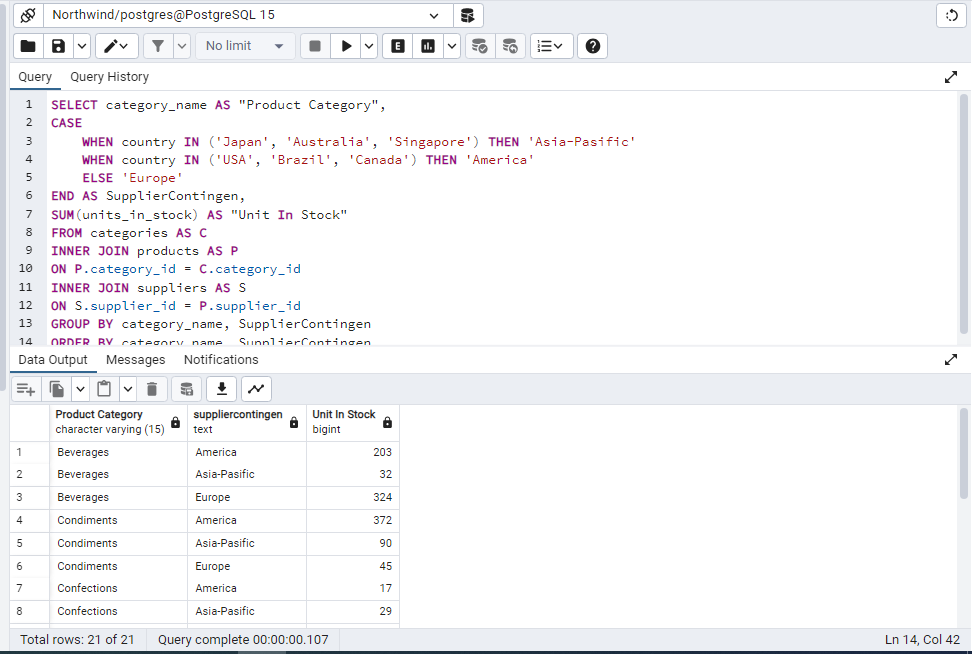 Northwind/postgres@PostgreSQL 15
No limit
E
Query Query History
1 SELECT category_name AS "Product Category",
2 CASE
3 WHEN country IN ('Japan', 'Australia', 'Singapore') THEN 'Asia-Pasific'
4 WHEN country IN ('USA', 'Brazil', 'Canada') THEN 'America'
5 ELSE 'Europe'
6 END AS SupplierContingen,
7 SUM(units_in_stock) AS "Unit In Stock"
8 FROM categories AS C
9 INNER JOIN products AS P
10 ON P.category_id = C.category_id
11 INNER JOIN suppliers AS S
12 ON S.supplier_id = P.supplier_id
13 GROUP BY category_name, SupplierContingen
14 ORDER BY category_name, SupplierContingen
Data Output Messages Notifications
Product Category suppliercontingen Unit In Stock
character varying (15) text bigint
1 Beverages America 203
2 Beverages Asia-Pasific 32
3 Beverages Europe 324
4 Condiments America 372
5 Condiments Asia-Pasific 90
6 Condiments Europe 45
7 Confections America 17
8 Confections Asia-Pasific 29
Total rows: 21 of 21 Query complete 00:00:00.107 Ln 14, Col 42